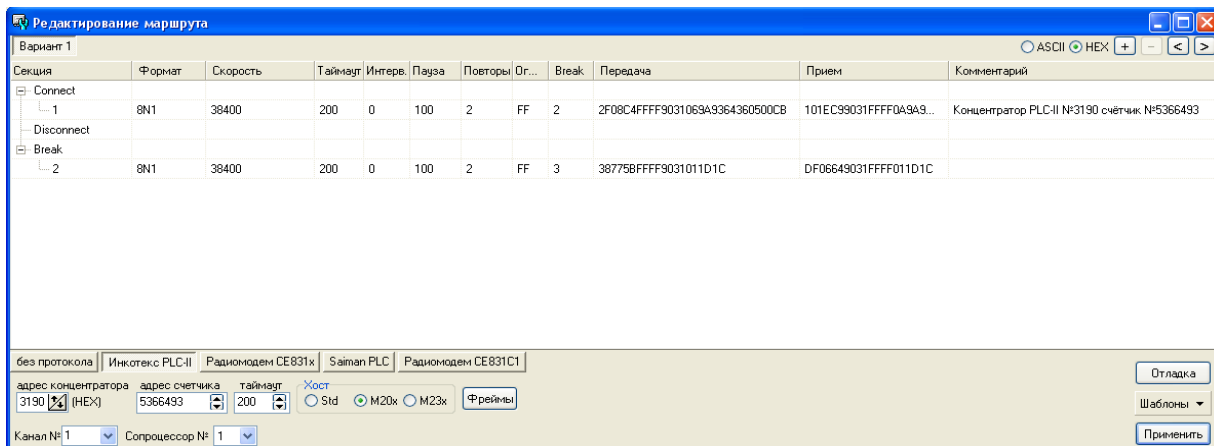 Редактирование маршрута
Вариант 1 ASCII HEX + - < >
Секция Формат Скорость Таймаут Интерв. Пауза Повторы Ог... Break Передача Прием Комментарий
Connect
1 8N1 38400 200 0 100 2 FF 2 2F08C4FFFF9031069A9364360500CB 101EC99031FFFF0A9A9... Концентратор PLC-II №3190 счётчик №5366493
Disconnect
Break
2 8N1 38400 200 0 100 2 FF 3 38775BFFFF9031011D1C DF06649031FFFF011D1C
без протокола Инкотекс PLC-II Радиомодем CE831x Saiman PLC Радиомодем CE831C1
Отладка
адрес концентратора адрес счетчика таймаут Хост
3190 (HEX) 5366493 200 Std M20x M23x Фреймы
Шаблоны
Канал № 1 Сопроцессор № 1 Применить